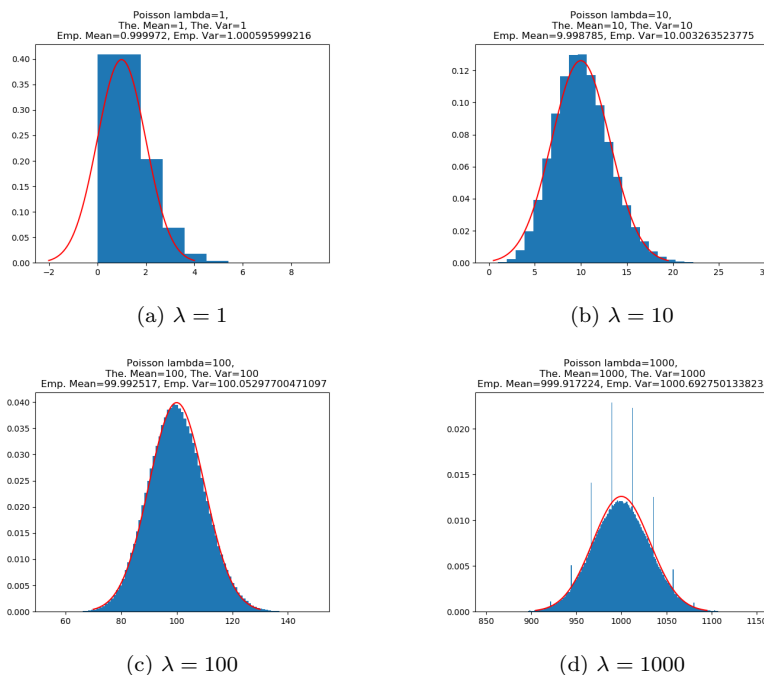 Poisson lambda=1,
The. Mean=1, The. Var=1
Emp. Mean=0.999972, Emp. Var=1.000595999216
0.40
0.35
0.30
0.25
0.20
0.15
0.10
0.05
0.00
−2 0 2 4 6 8
(a) λ = 1
Poisson lambda=10,
The. Mean=10, The. Var=10
Emp. Mean=9.998785, Emp. Var=10.003263523775
0.12
0.10
0.08
0.06
0.04
0.02
0.00
0 5 10 15 20 25 30
(b) λ = 10
Poisson lambda=100,
The. Mean=100, The. Var=100
Emp. Mean=99.992517, Emp. Var=100.05297700471097
0.040
0.035
0.030
0.025
0.020
0.015
0.010
0.005
0.000
60 80 100 120 140
(c) λ = 100
Poisson lambda=1000,
The. Mean=1000, The. Var=1000
Emp. Mean=999.917224, Emp. Var=1000.692750133823
0.020
0.015
0.010
0.005
0.000
850 900 950 1000 1050 1100 1150
(d) λ = 1000